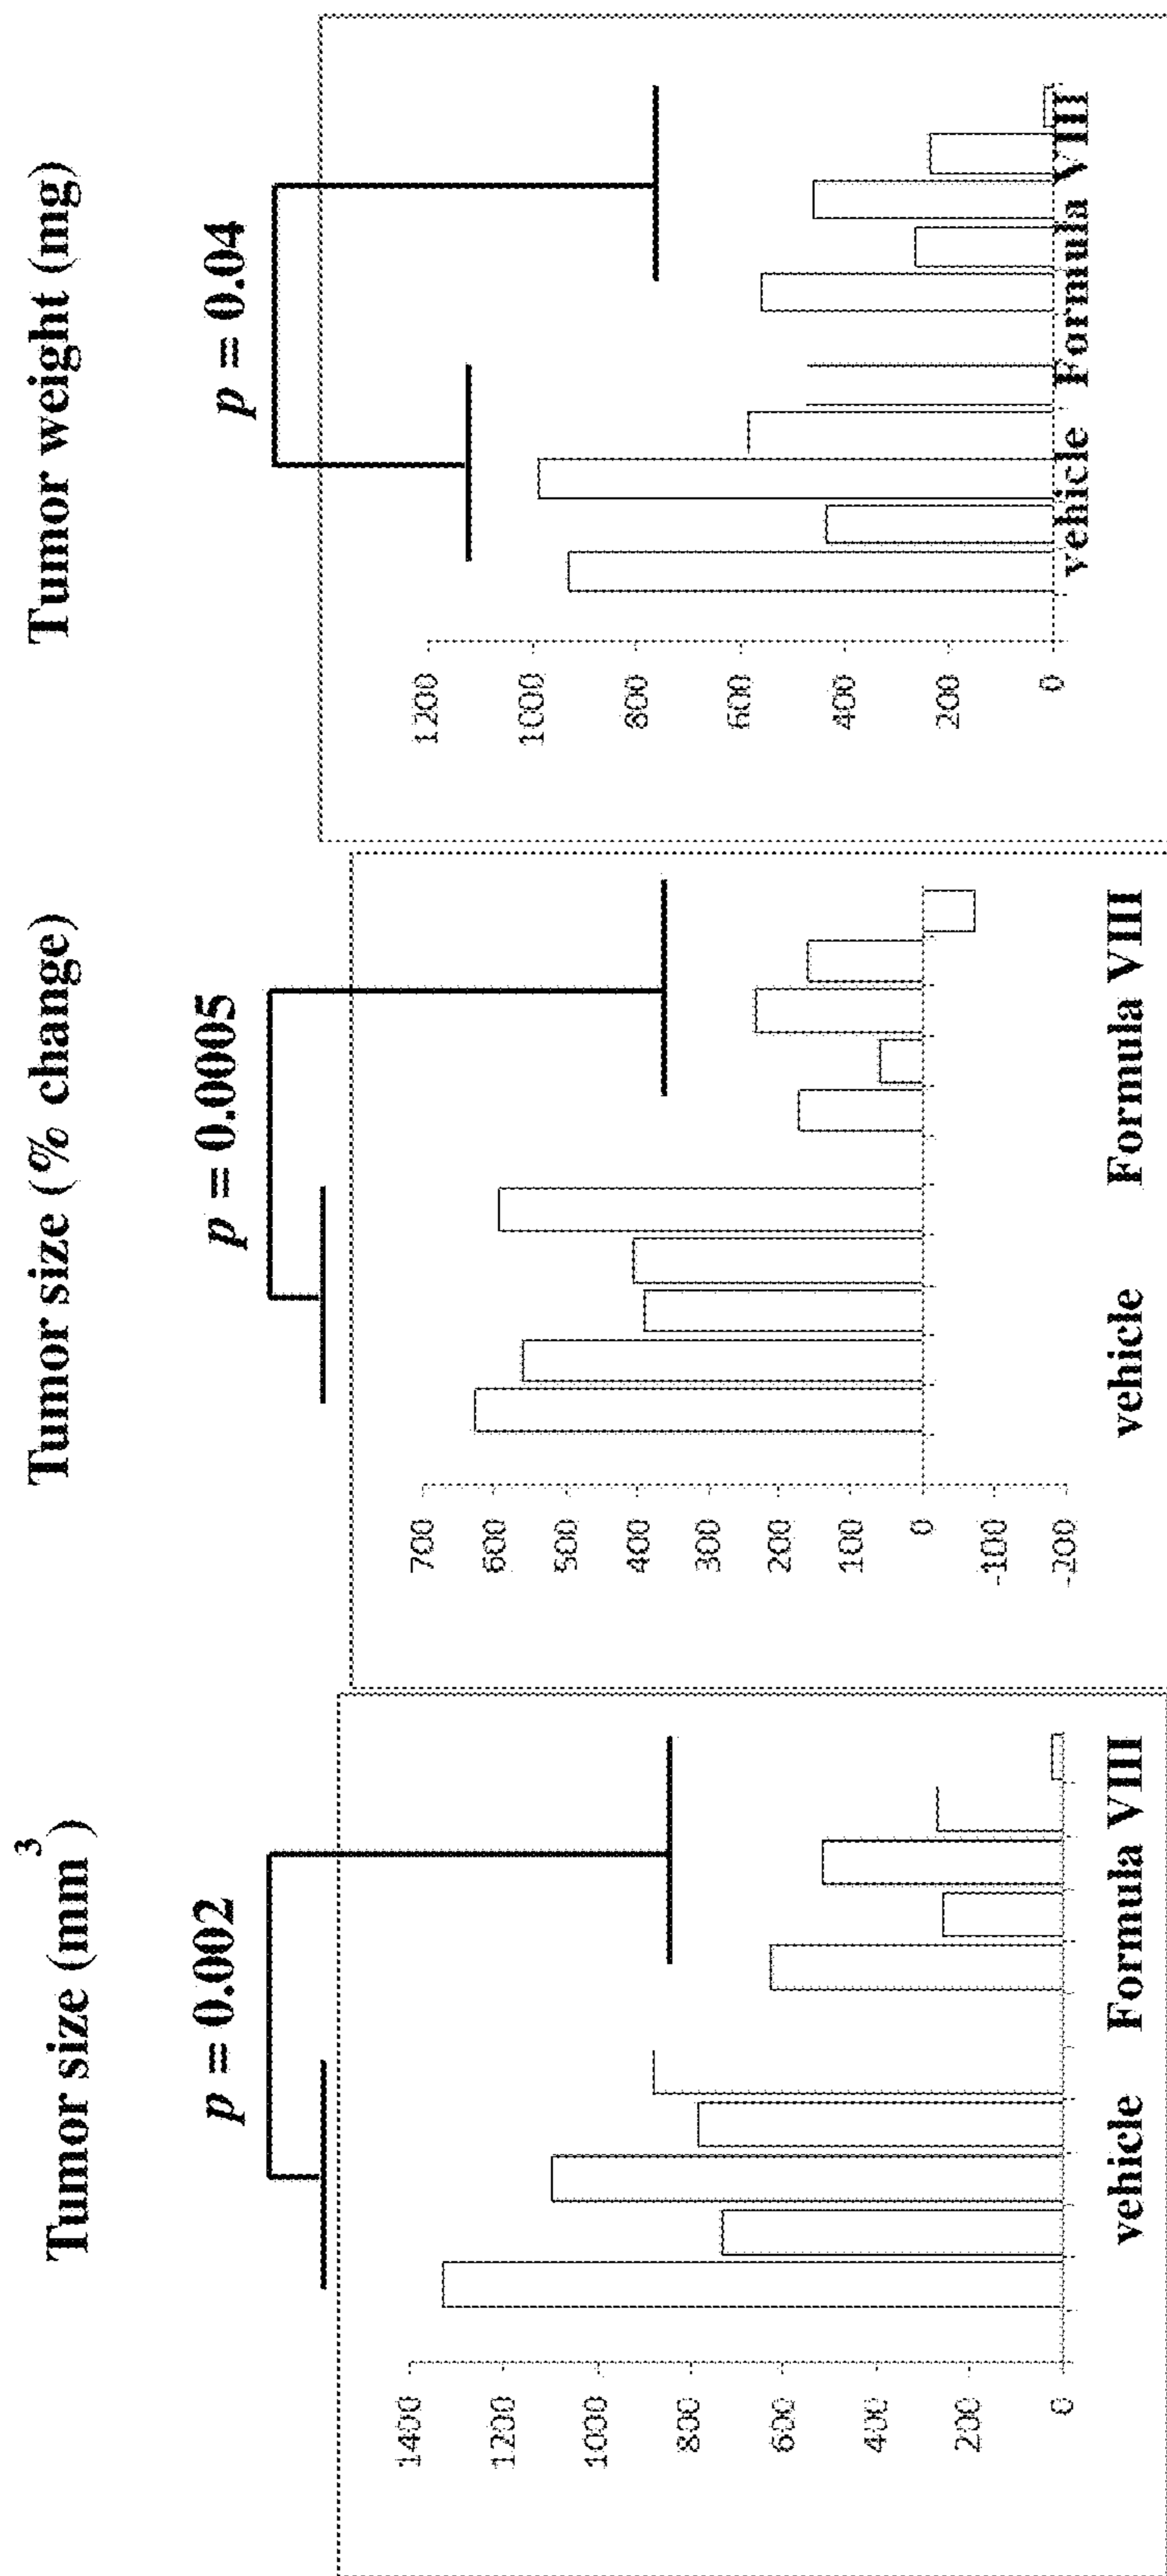 Tumor size (mm³)
p = 0.002
1400
1200
1000
800
600
400
200
0
vehicle Formula VIII
Tumor size (% change)
p = 0.0005
700
600
500
400
300
200
100
0
-100
-200
vehicle Formula VIII
Tumor weight (mg)
p = 0.04
1200
1000
800
600
400
200
0
vehicle Formula VIII